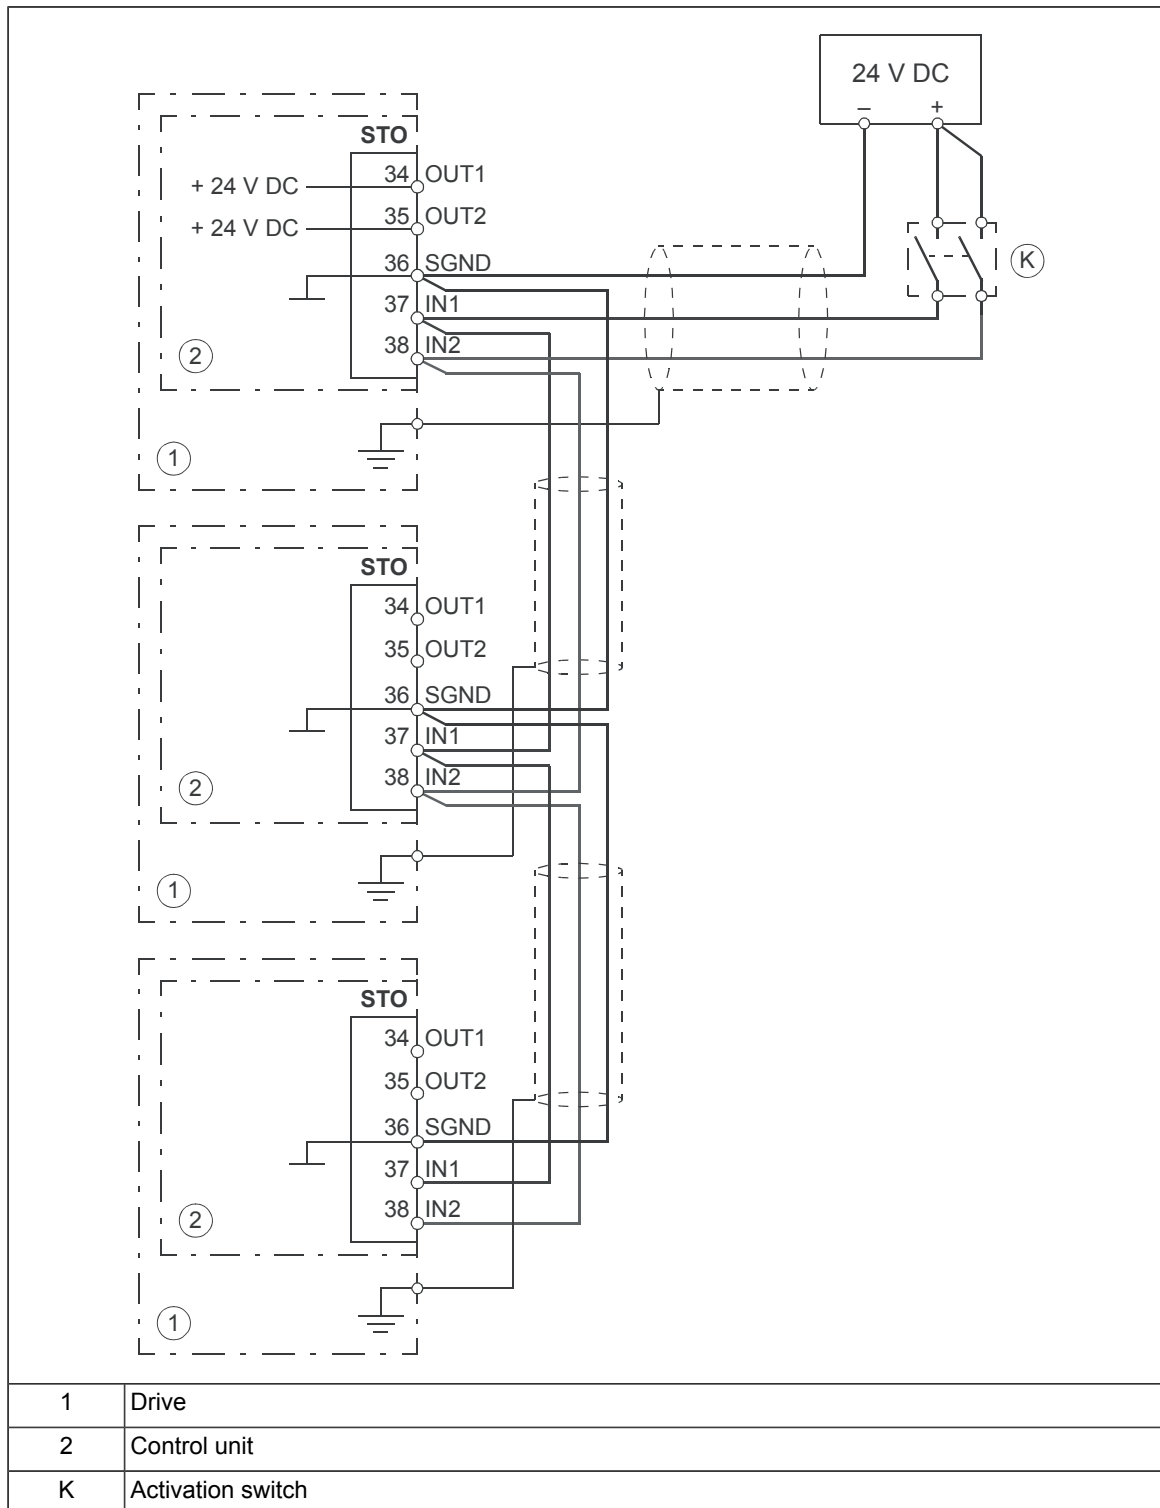 24 V DC
– +
STO
+ 24 V DC 34 OUT1
+ 24 V DC 35 OUT2
36 SGND
K
37 IN1
38 IN2
2
1
STO
34 OUT1
35 OUT2
36 SGND
37 IN1
38 IN2
2
1
STO
34 OUT1
35 OUT2
36 SGND
37 IN1
38 IN2
2
1
1 Drive
2 Control unit
K Activation switch